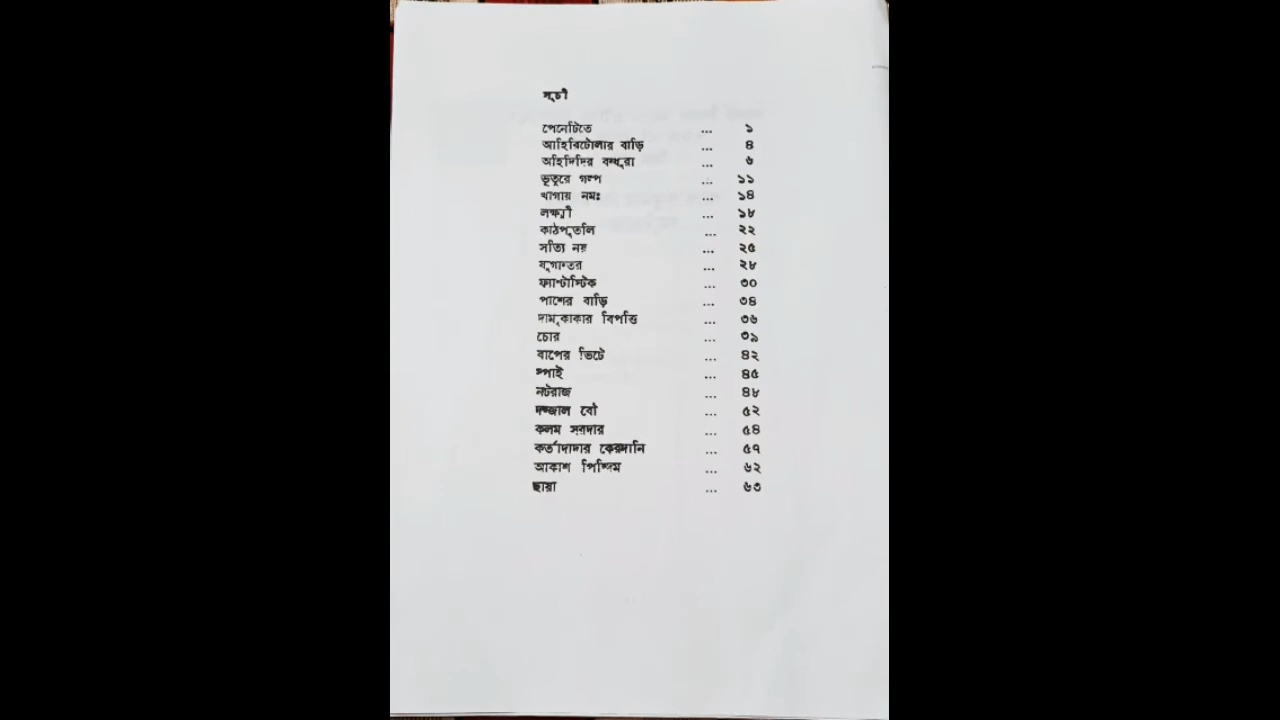 সূচী
পেনেটিতে ... ১
আহিরিটোলার বাড়ি ... ৪
অহিদিদির বন্ধুরা ... ৬
ভূতুরে গল্প ... ১১
খাগায় নমঃ ... ১৪
লক্ষ্মী ... ১৮
কাঠপুতলি ... ২২
সত্যি নয় ... ২৫
যুগান্তর ... ২৮
ফ্যান্টাস্টিক ... ৩০
পাশের বাড়ি ... ৩৪
দামুকাকার বিপত্তি ... ৩৬
চোর ... ৩৯
বাপের ভিটে ... ৪২
স্পাই ... ৪৫
নটরাজ ... ৪৮
দজ্জাল বৌ ... ৫২
কলম সরদার ... ৫৪
কর্তাদাদার কেরদানি ... ৫৭
আকাশ পিদ্দিম ... ৬২
ছায়া ... ৬৩